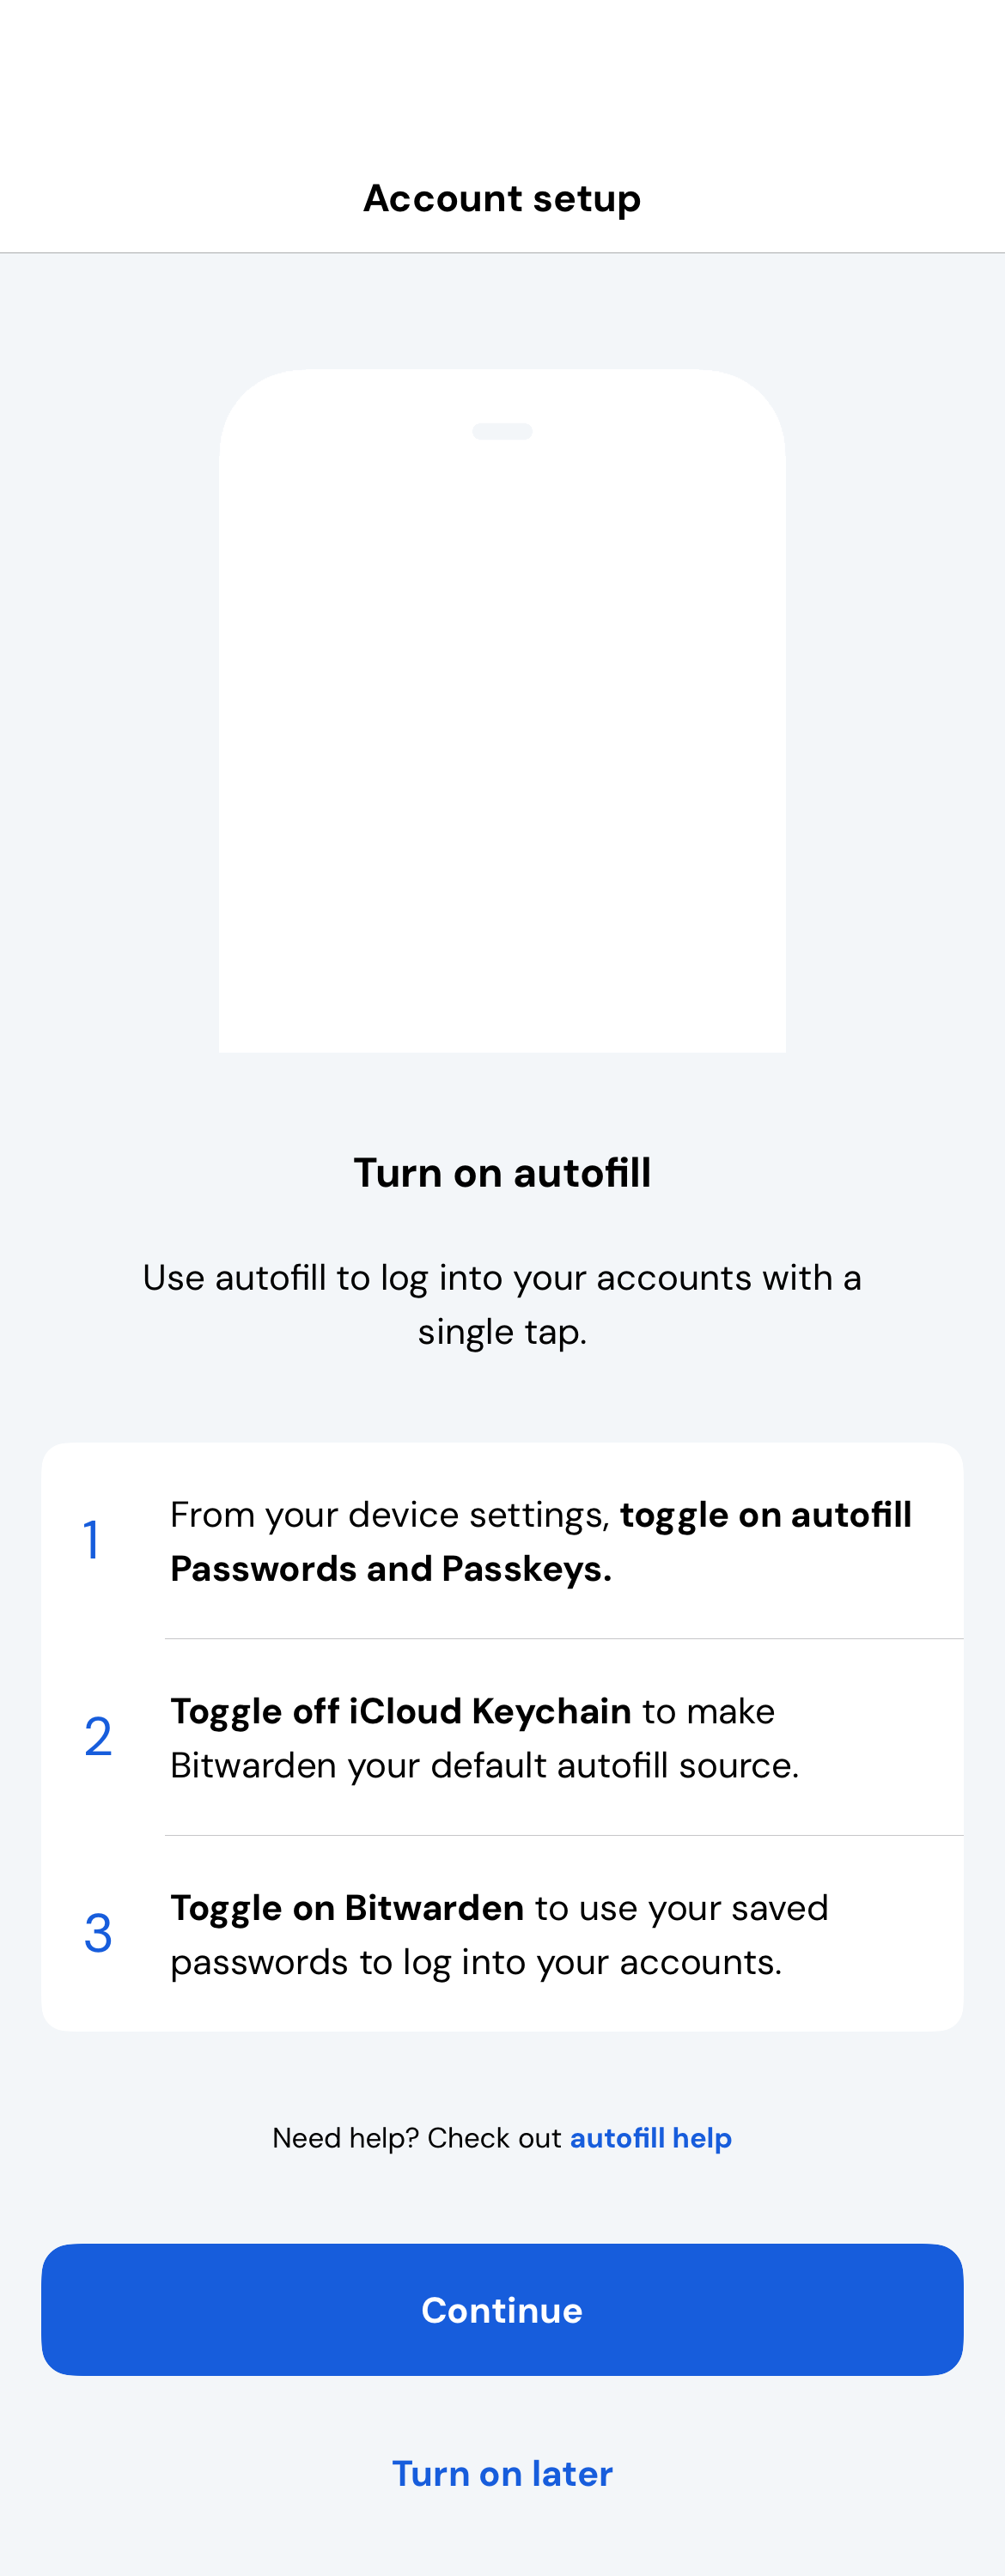 Account setup
Turn on autofill
Use autofill to log into your accounts with a
single tap.
1
From your device settings, toggle on autofill
Passwords and Passkeys.
2
Toggle off iCloud Keychain to make
Bitwarden your default autofill source.
3
Toggle on Bitwarden to use your saved
passwords to log into your accounts.
Need help? Check out autofill help
Continue
Turn on later